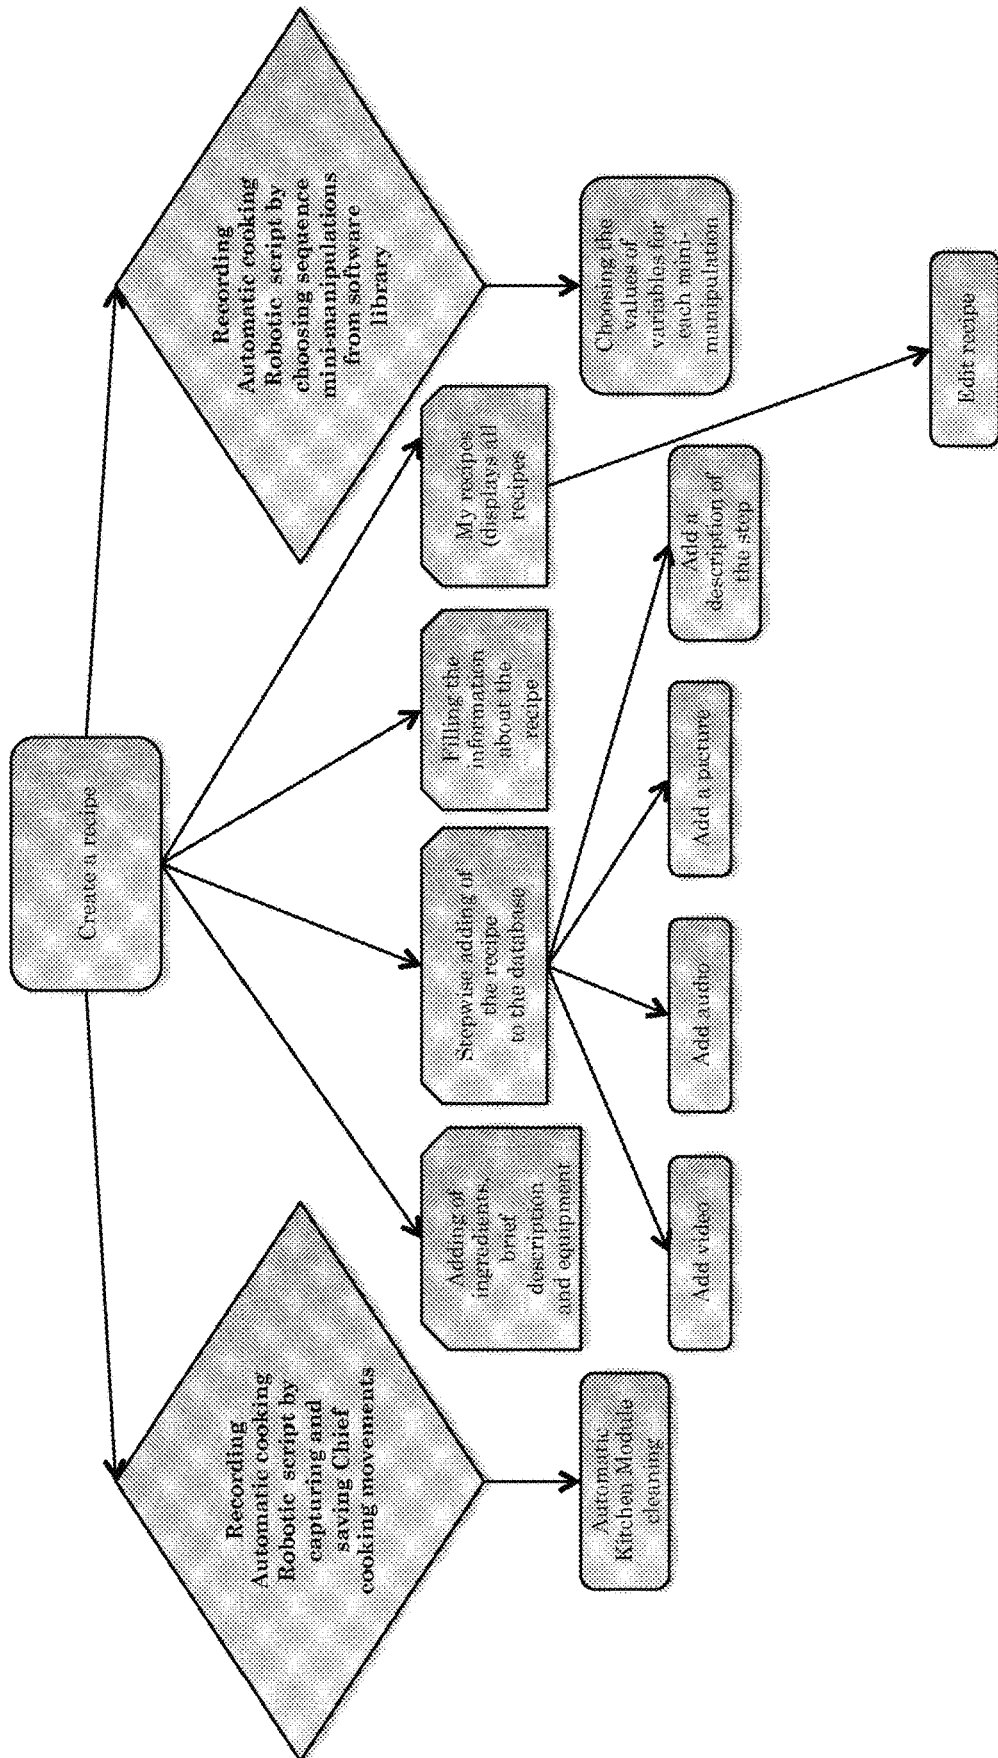 Create a recipe
Recording
Automatic cooking
Robotic script by
capturing and
saving Chief
cooking movements
Recording
Automatic cooking
Robotic script by
choosing sequence
mini-manipulations
from software
library
Adding of
ingredients,
brief
description
and equipment
Stepwise adding of
the recipe
to the database
Filling the
information
about the
recipe
My recipes
(displays all
recipes
Automatic
Kitchen Module
cleaning
Choosing the
values of
variables for
each mini-
manipulation
Add video
Add audio
Add a picture
Add a
description of
the step
Edit recipe